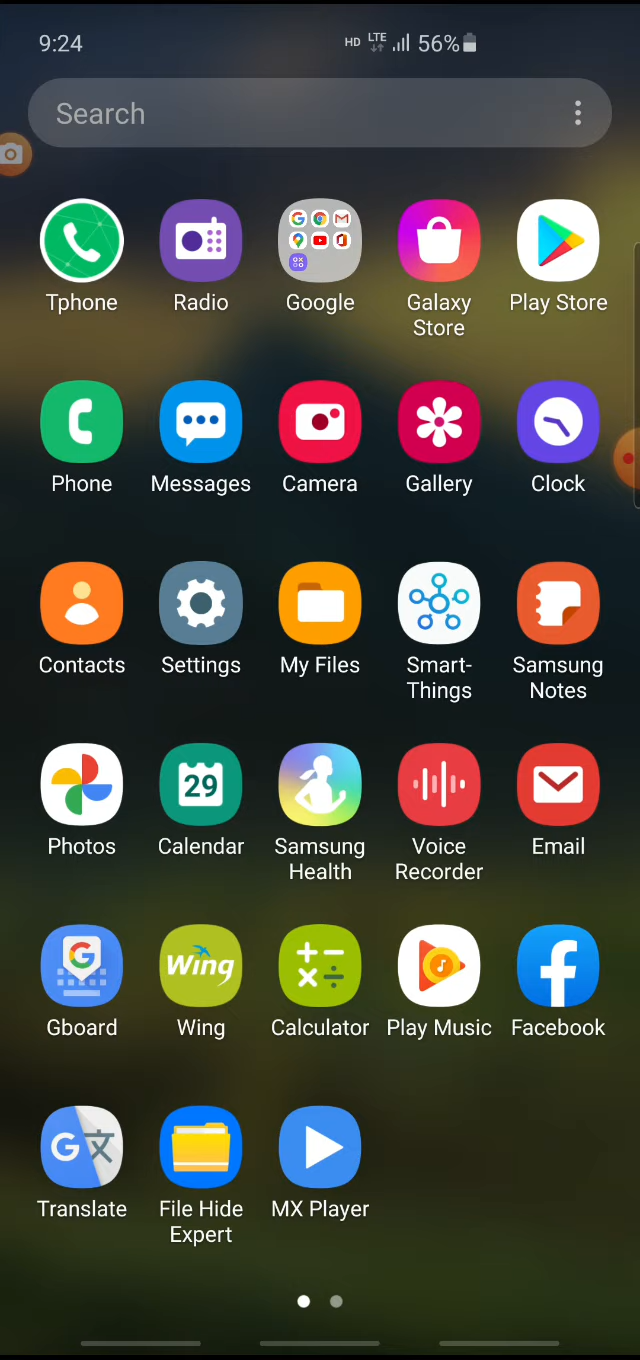 9:24
HD LTE 56%
Search
Tphone Radio Google Galaxy Store Play Store
Phone Messages Camera Gallery Clock
Contacts Settings My Files Smart-Things Samsung Notes
29
Photos Calendar Samsung Health Voice Recorder Email
G Wing
Gboard Wing Calculator Play Music Facebook
G 文
Translate File Hide Expert MX Player